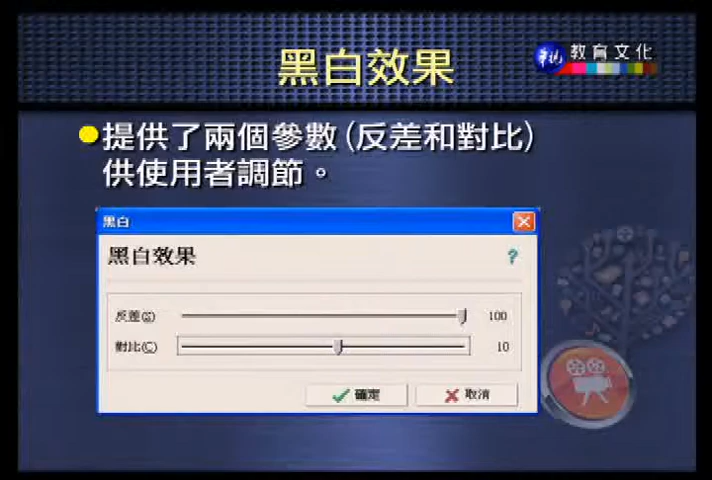 黑白效果
教育文化
提供了兩個參數(反差和對比)
供使用者調節。
黑白
黑白效果
?
反差(S)
100
對比(C)
10
確定
取消